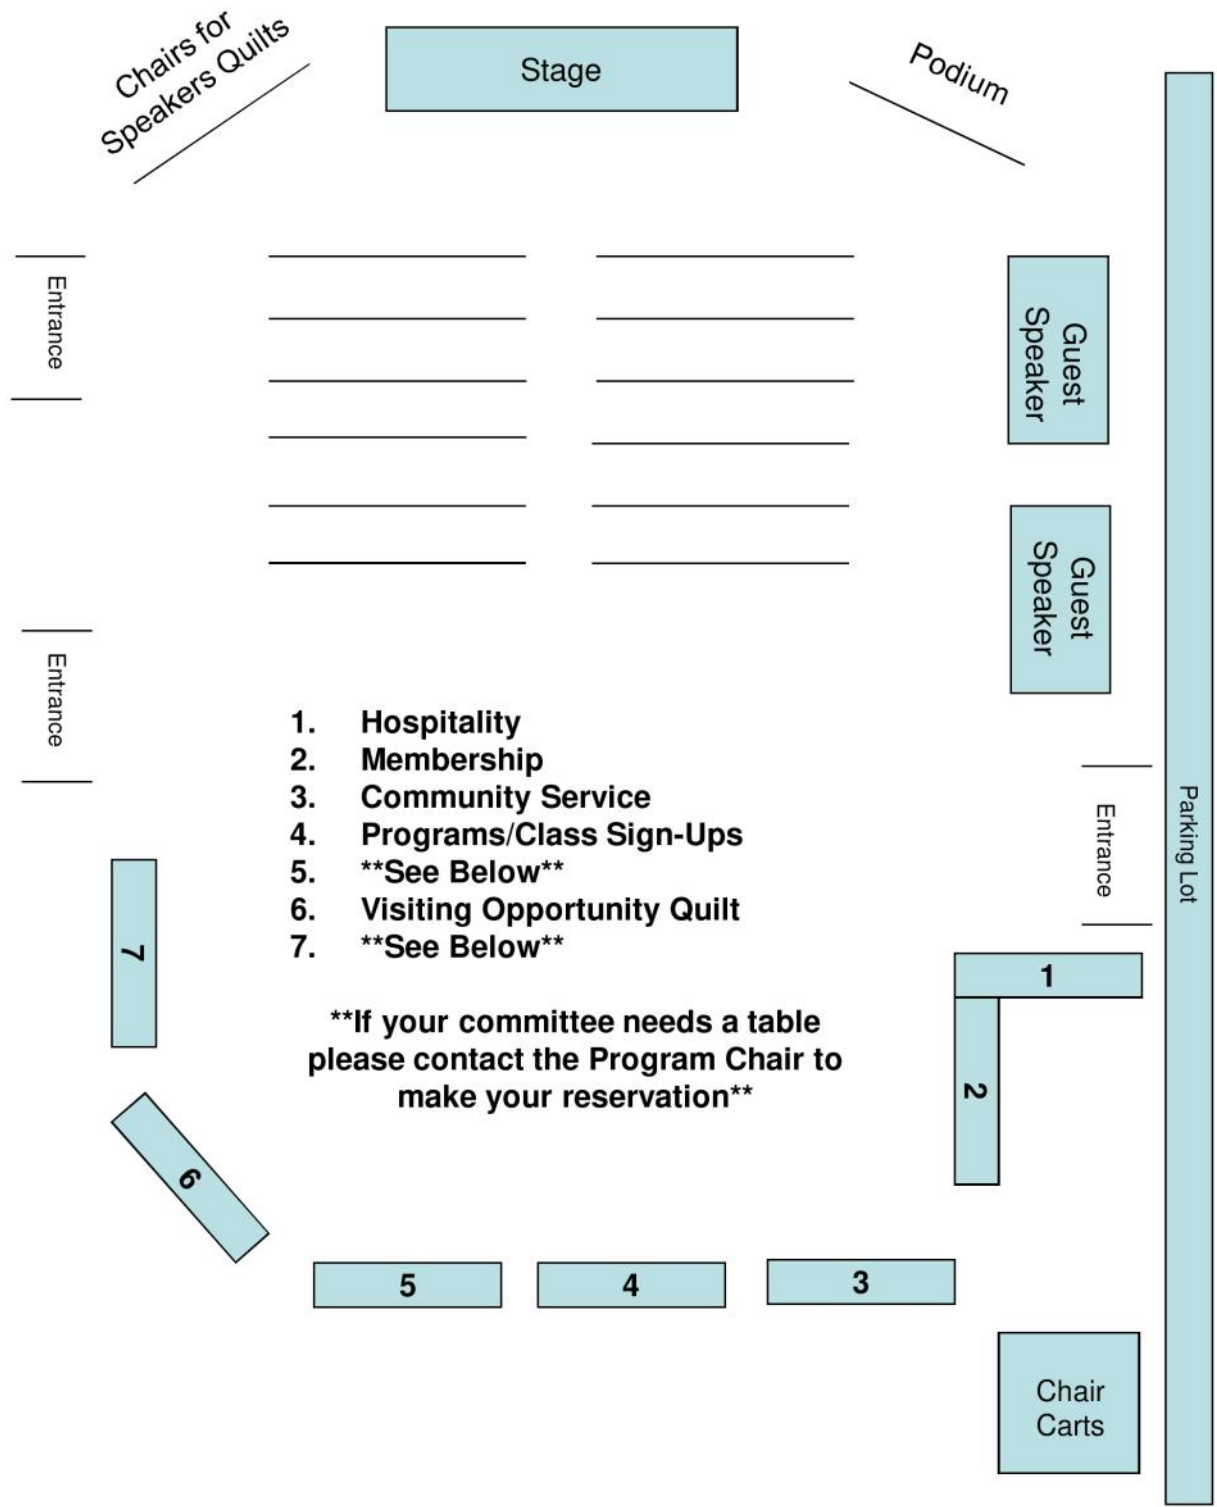 Chairs for
Speakers Quilts
Stage
Podium
Entrance
Guest
Speaker
Guest
Speaker
Entrance
1. Hospitality
2. Membership
3. Community Service
4. Programs/Class Sign-Ups
5. **See Below**
6. Visiting Opportunity Quilt
7. **See Below**
Entrance
Parking Lot
**If your committee needs a table
please contact the Program Chair to
make your reservation**
7
1
2
6
5
4
3
Chair
Carts